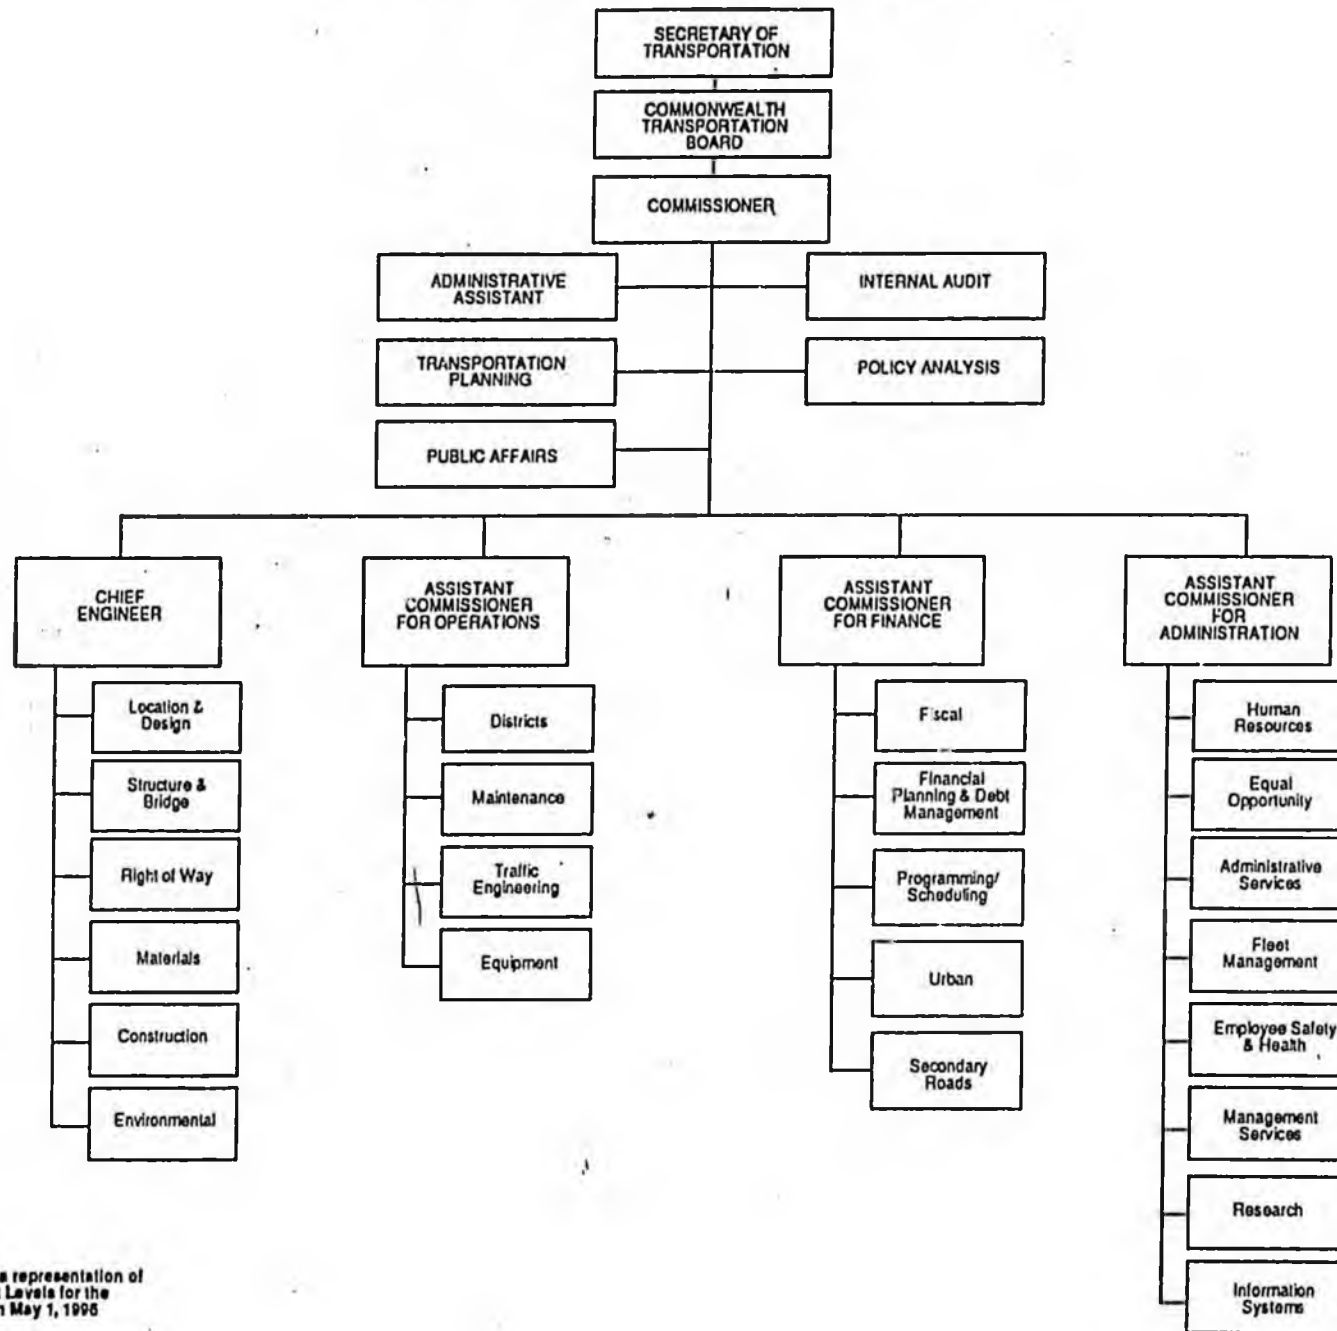 SECRETARY OF
TRANSPORTATION
COMMONWEALTH
TRANSPORTATION
BOARD
COMMISSIONER
ADMINISTRATIVE
ASSISTANT
INTERNAL AUDIT
TRANSPORTATION
PLANNING
POLICY ANALYSIS
PUBLIC AFFAIRS
CHIEF
ENGINEER
Location &
Design
Structure &
Bridge
Right of Way
Materials
Construction
Environmental
ASSISTANT
COMMISSIONER
FOR OPERATIONS
Districts
Maintenance
Traffic
Engineering
Equipment
ASSISTANT
COMMISSIONER
FOR FINANCE
Fiscal
Financial
Planning & Debt
Management
Programming/
Scheduling
Urban
Secondary
Roads
ASSISTANT
COMMISSIONER
FOR
ADMINISTRATION
Human
Resources
Equal
Opportunity
Administrative
Services
Fleet
Management
Employee Safety
& Health
Management
Services
Research
Information
Systems
representation of
Levels for the
May 1, 1995